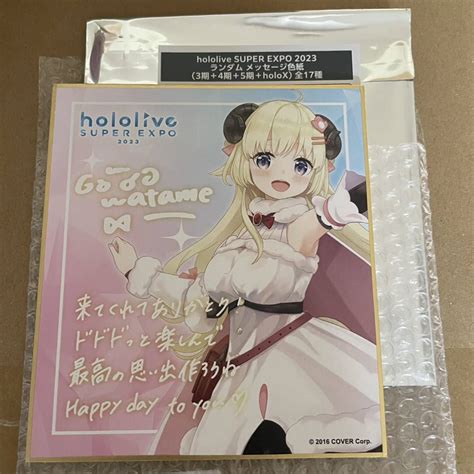 hololive SUPER EXPO 2023
ランダム メッセージ色紙
（3期＋4期＋5期＋holoX）全17種
hololive
SUPER EXPO
2023
watame
来てくれてありがとう!
ドドドっと楽しんで
最高の思い出作ろうね
Happy day to you♡
© 2016 COVER Corp.